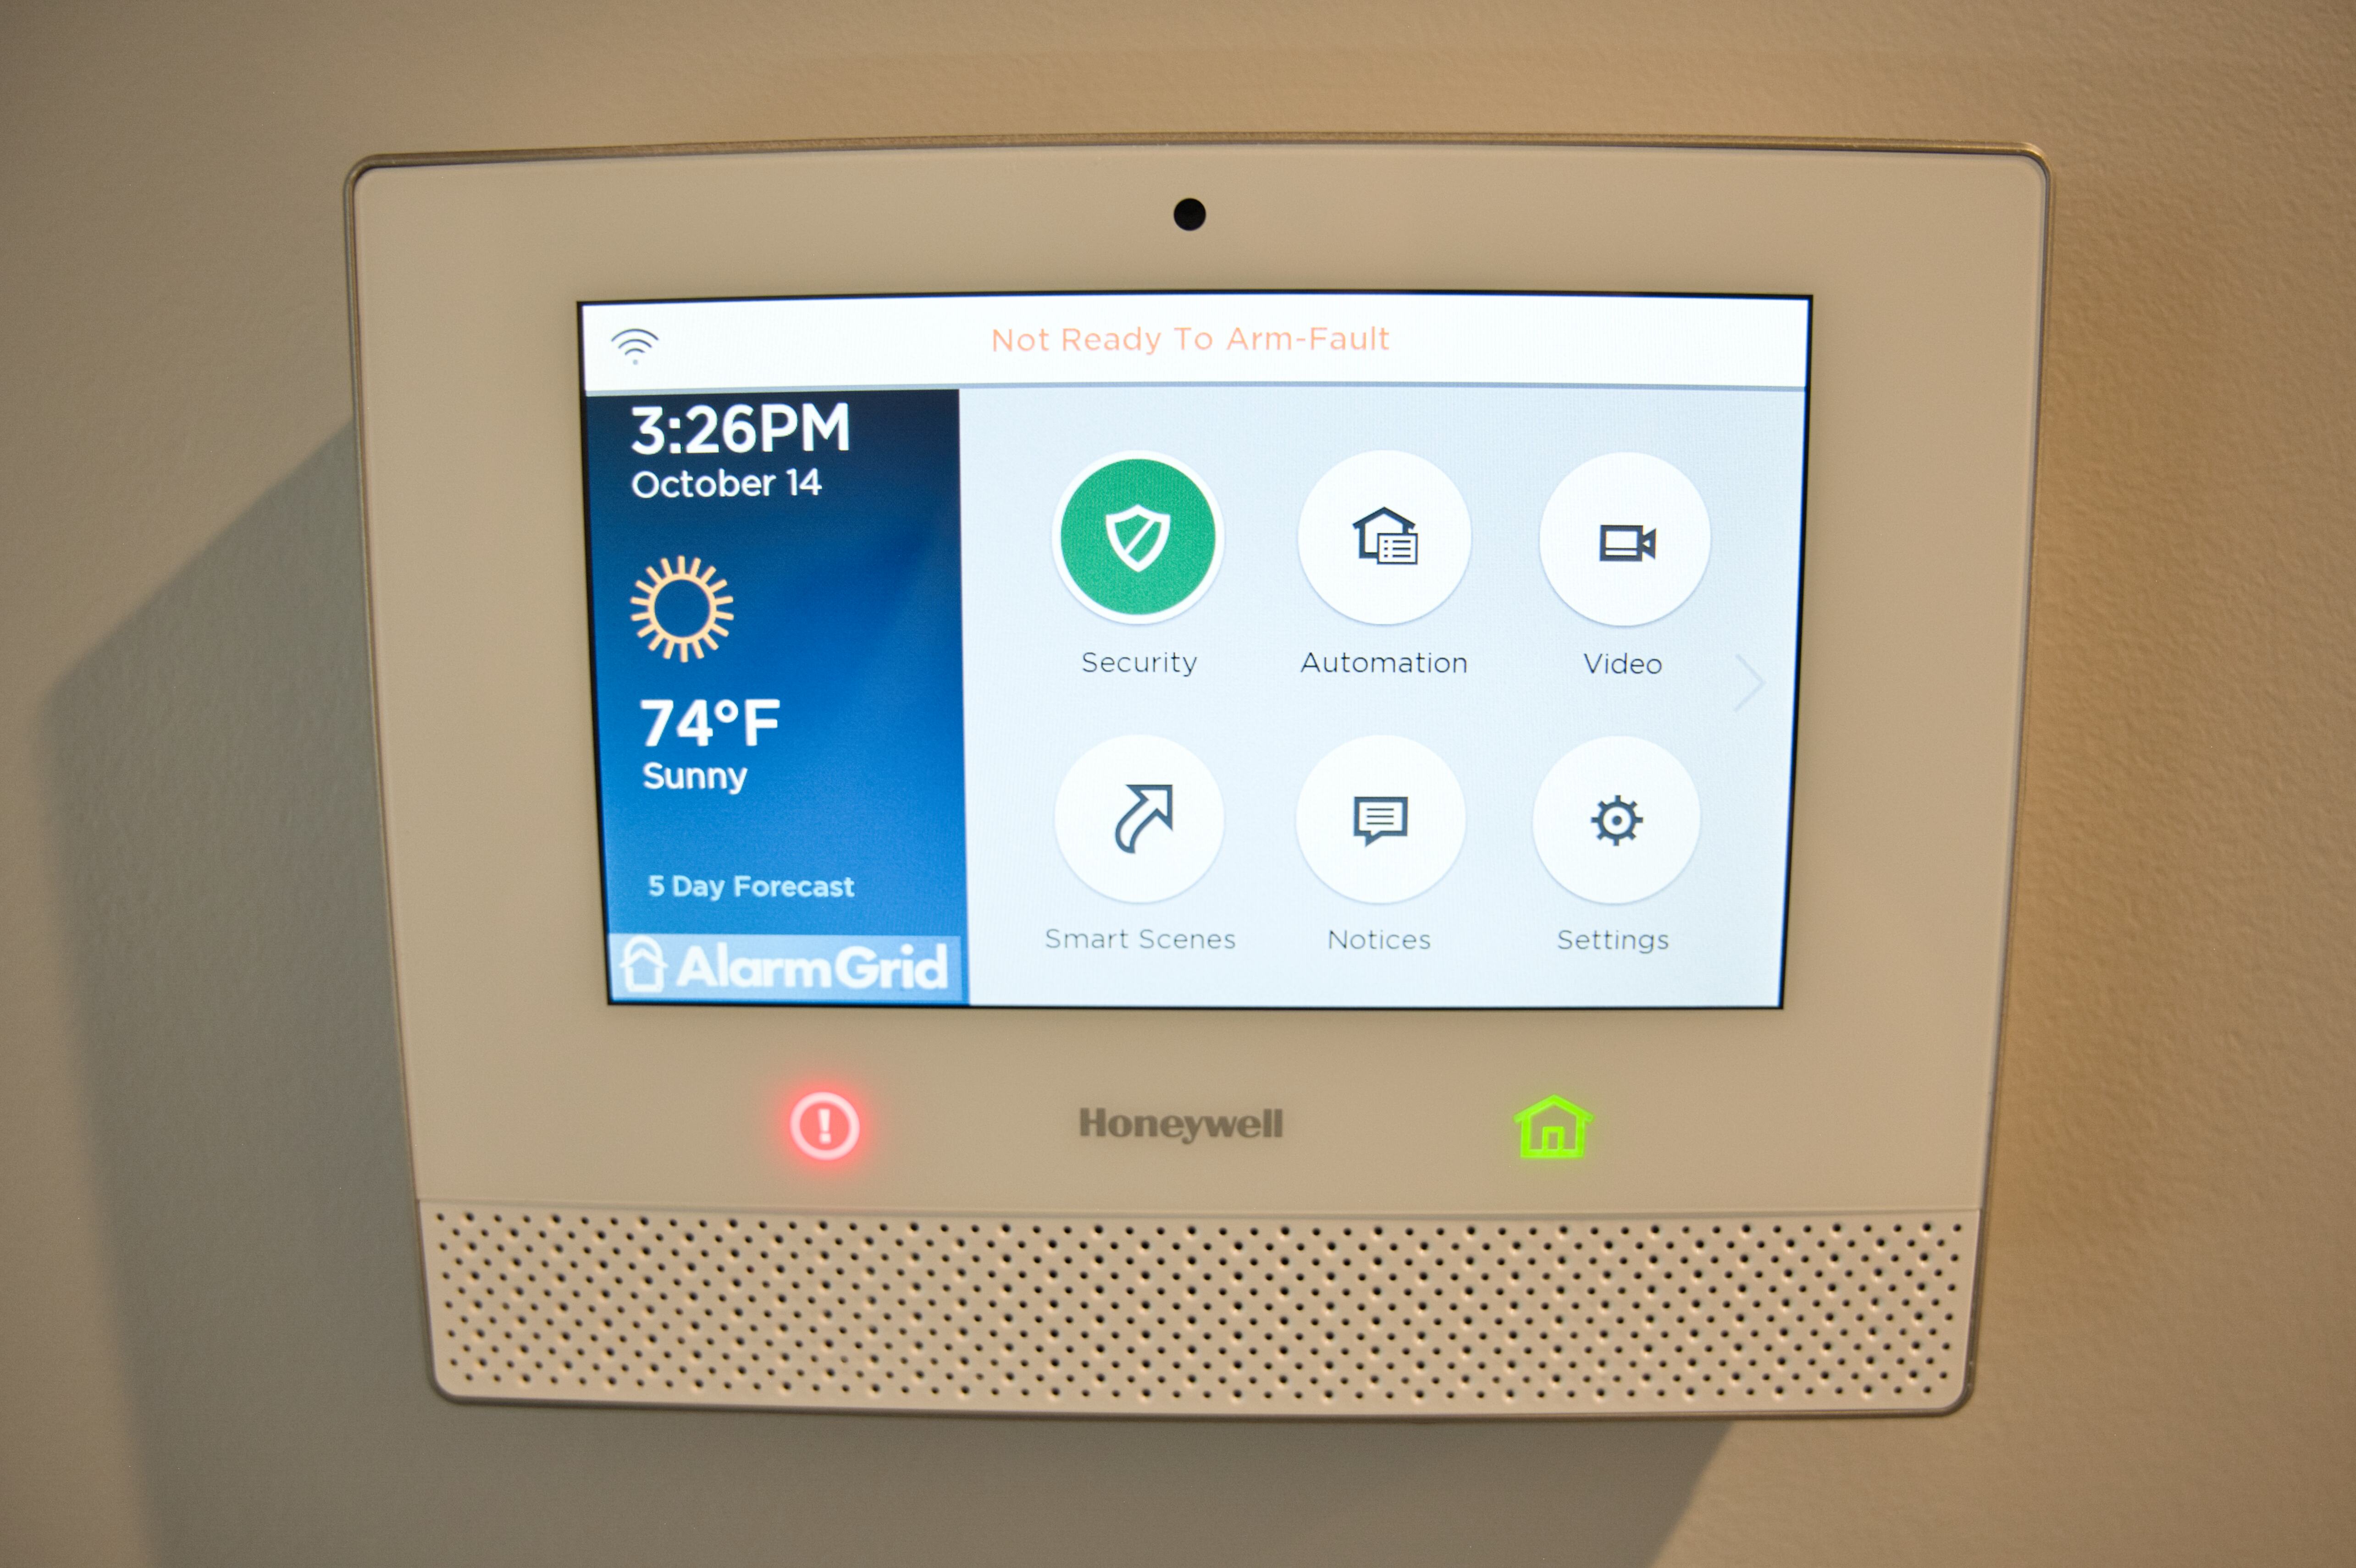 Not Ready To Arm-Fault
3:26PM
October 14
74°F
Sunny
5 Day Forecast
AlarmGrid
Security
Automation
Video
Smart Scenes
Notices
Settings
Honeywell